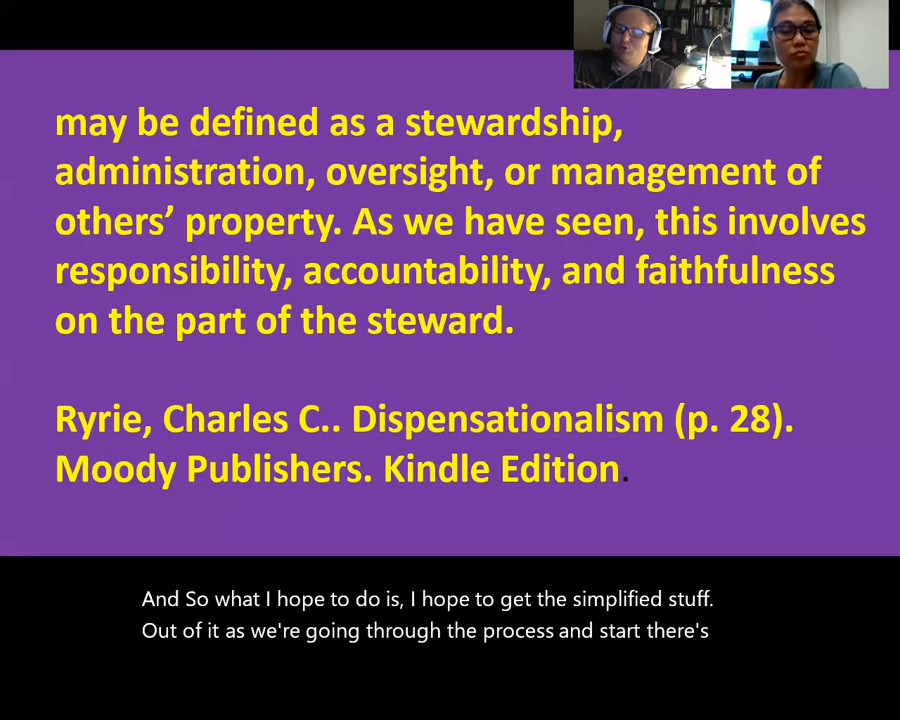 may be defined as a stewardship,
administration, oversight, or management of
others’ property. As we have seen, this involves
responsibility, accountability, and faithfulness
on the part of the steward.
Ryrie, Charles C.. Dispensationalism (p. 28).
Moody Publishers. Kindle Edition.
And So what I hope to do is, I hope to get the simplified stuff.
Out of it as we're going through the process and start there's